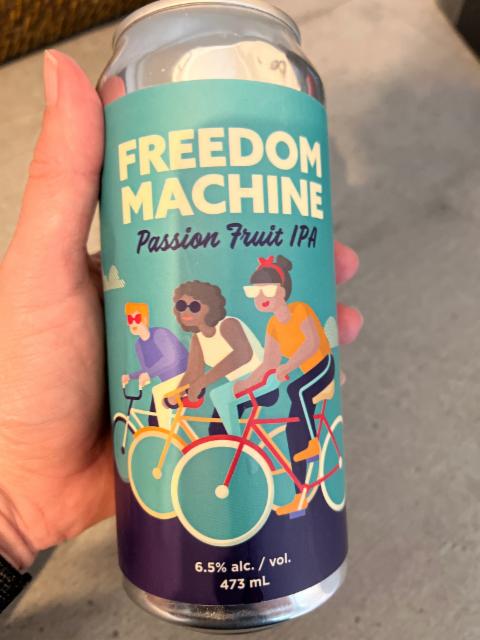 FREEDOM
MACHINE
Passion Fruit IPA
6.5% alc. / vol.
473 mL